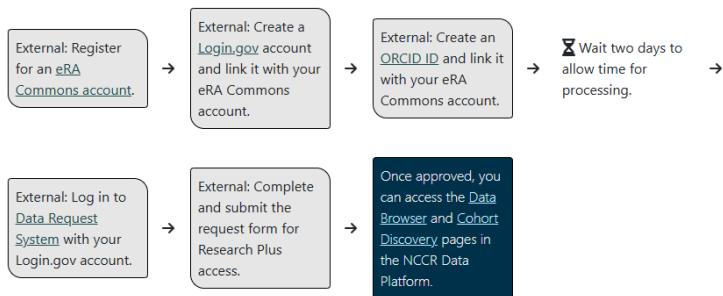 External: Register
for an eRA
Commons account.
External: Create a
Login.gov account
and link it with your
eRA Commons
account.
External: Create an
ORCID ID and link it
with your eRA
Commons account.
Wait two days to
allow time for
processing.
External: Log in to
Data Request
System with your
Login.gov account.
External: Complete
and submit the
request form for
Research Plus
access.
Once approved, you
can access the Data
Browser and Cohort
Discovery pages in
the NCCR Data
Platform.